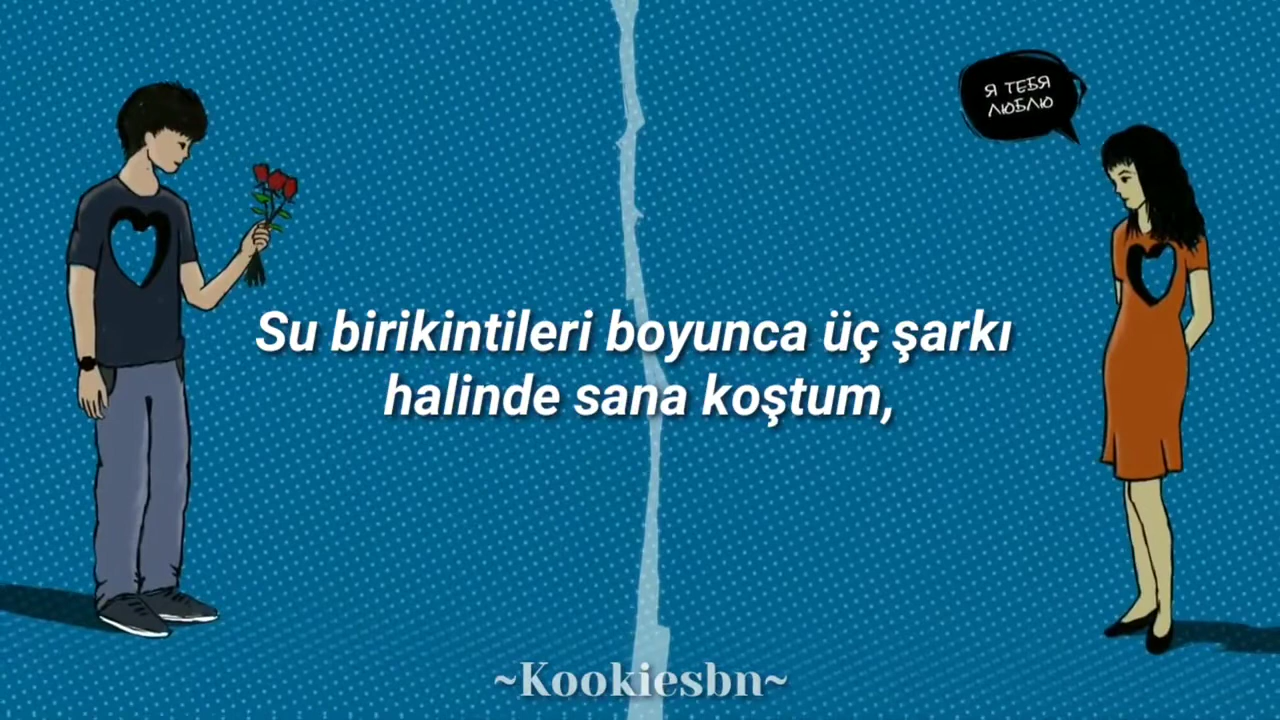 Я ТЕБЯ
ЛЮБЛЮ
Su birikintileri boyunca üç şarkı
halinde sana koştum,
~Kookiesbn~